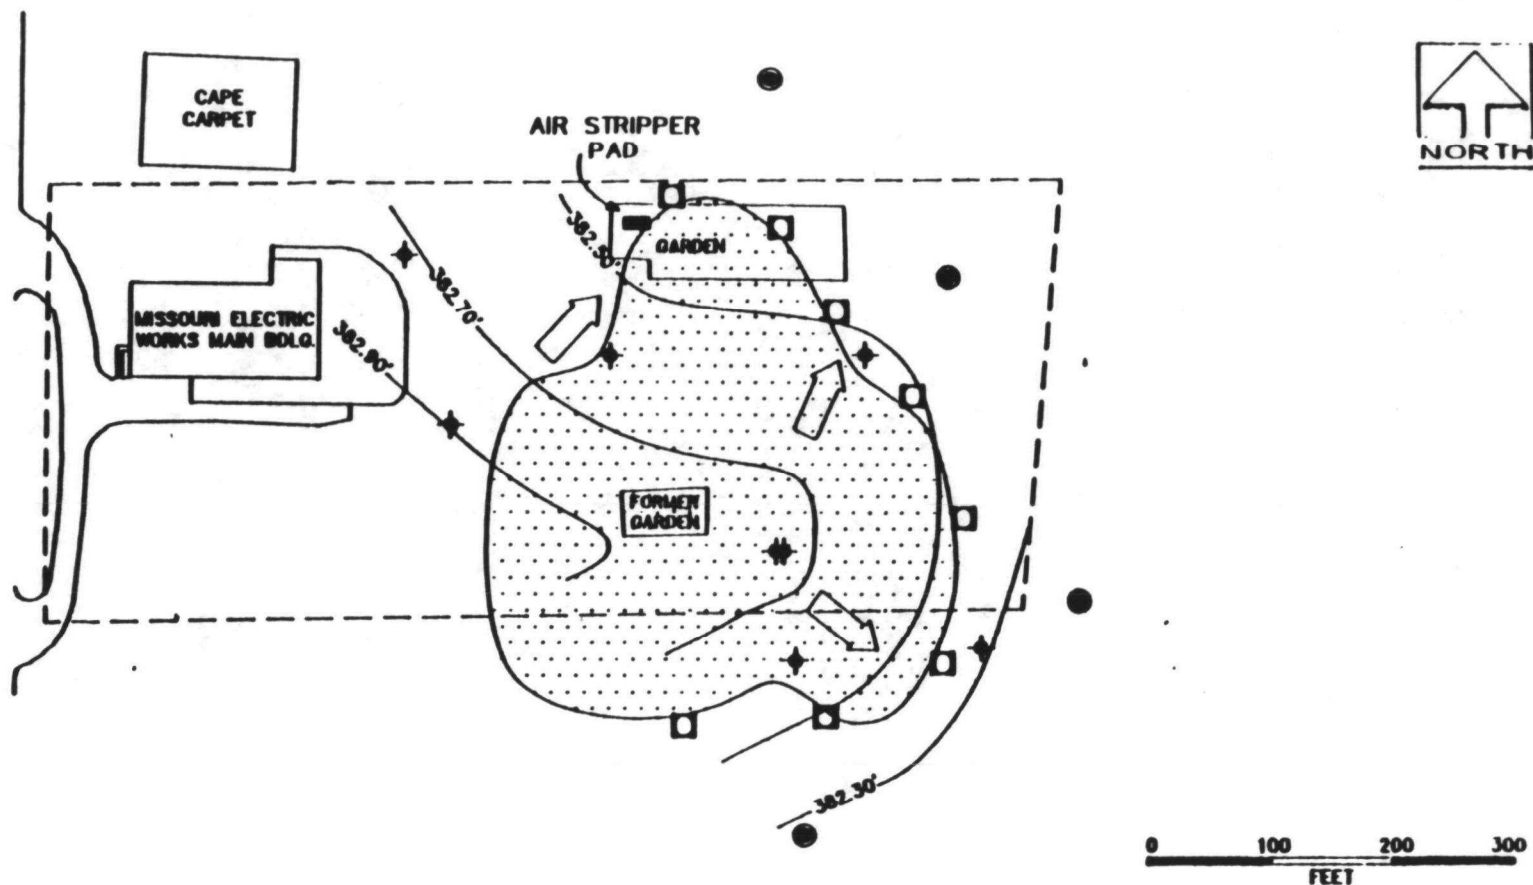 CAPE
CARPET
AIR STRIPPER
PAD
NORTH
GARDEN
382.70'
MISSOURI ELECTRIC
WORKS MAIN BDLG.
382.90'
FORMER
GARDEN
382.30'
0 100 200 300
FEET